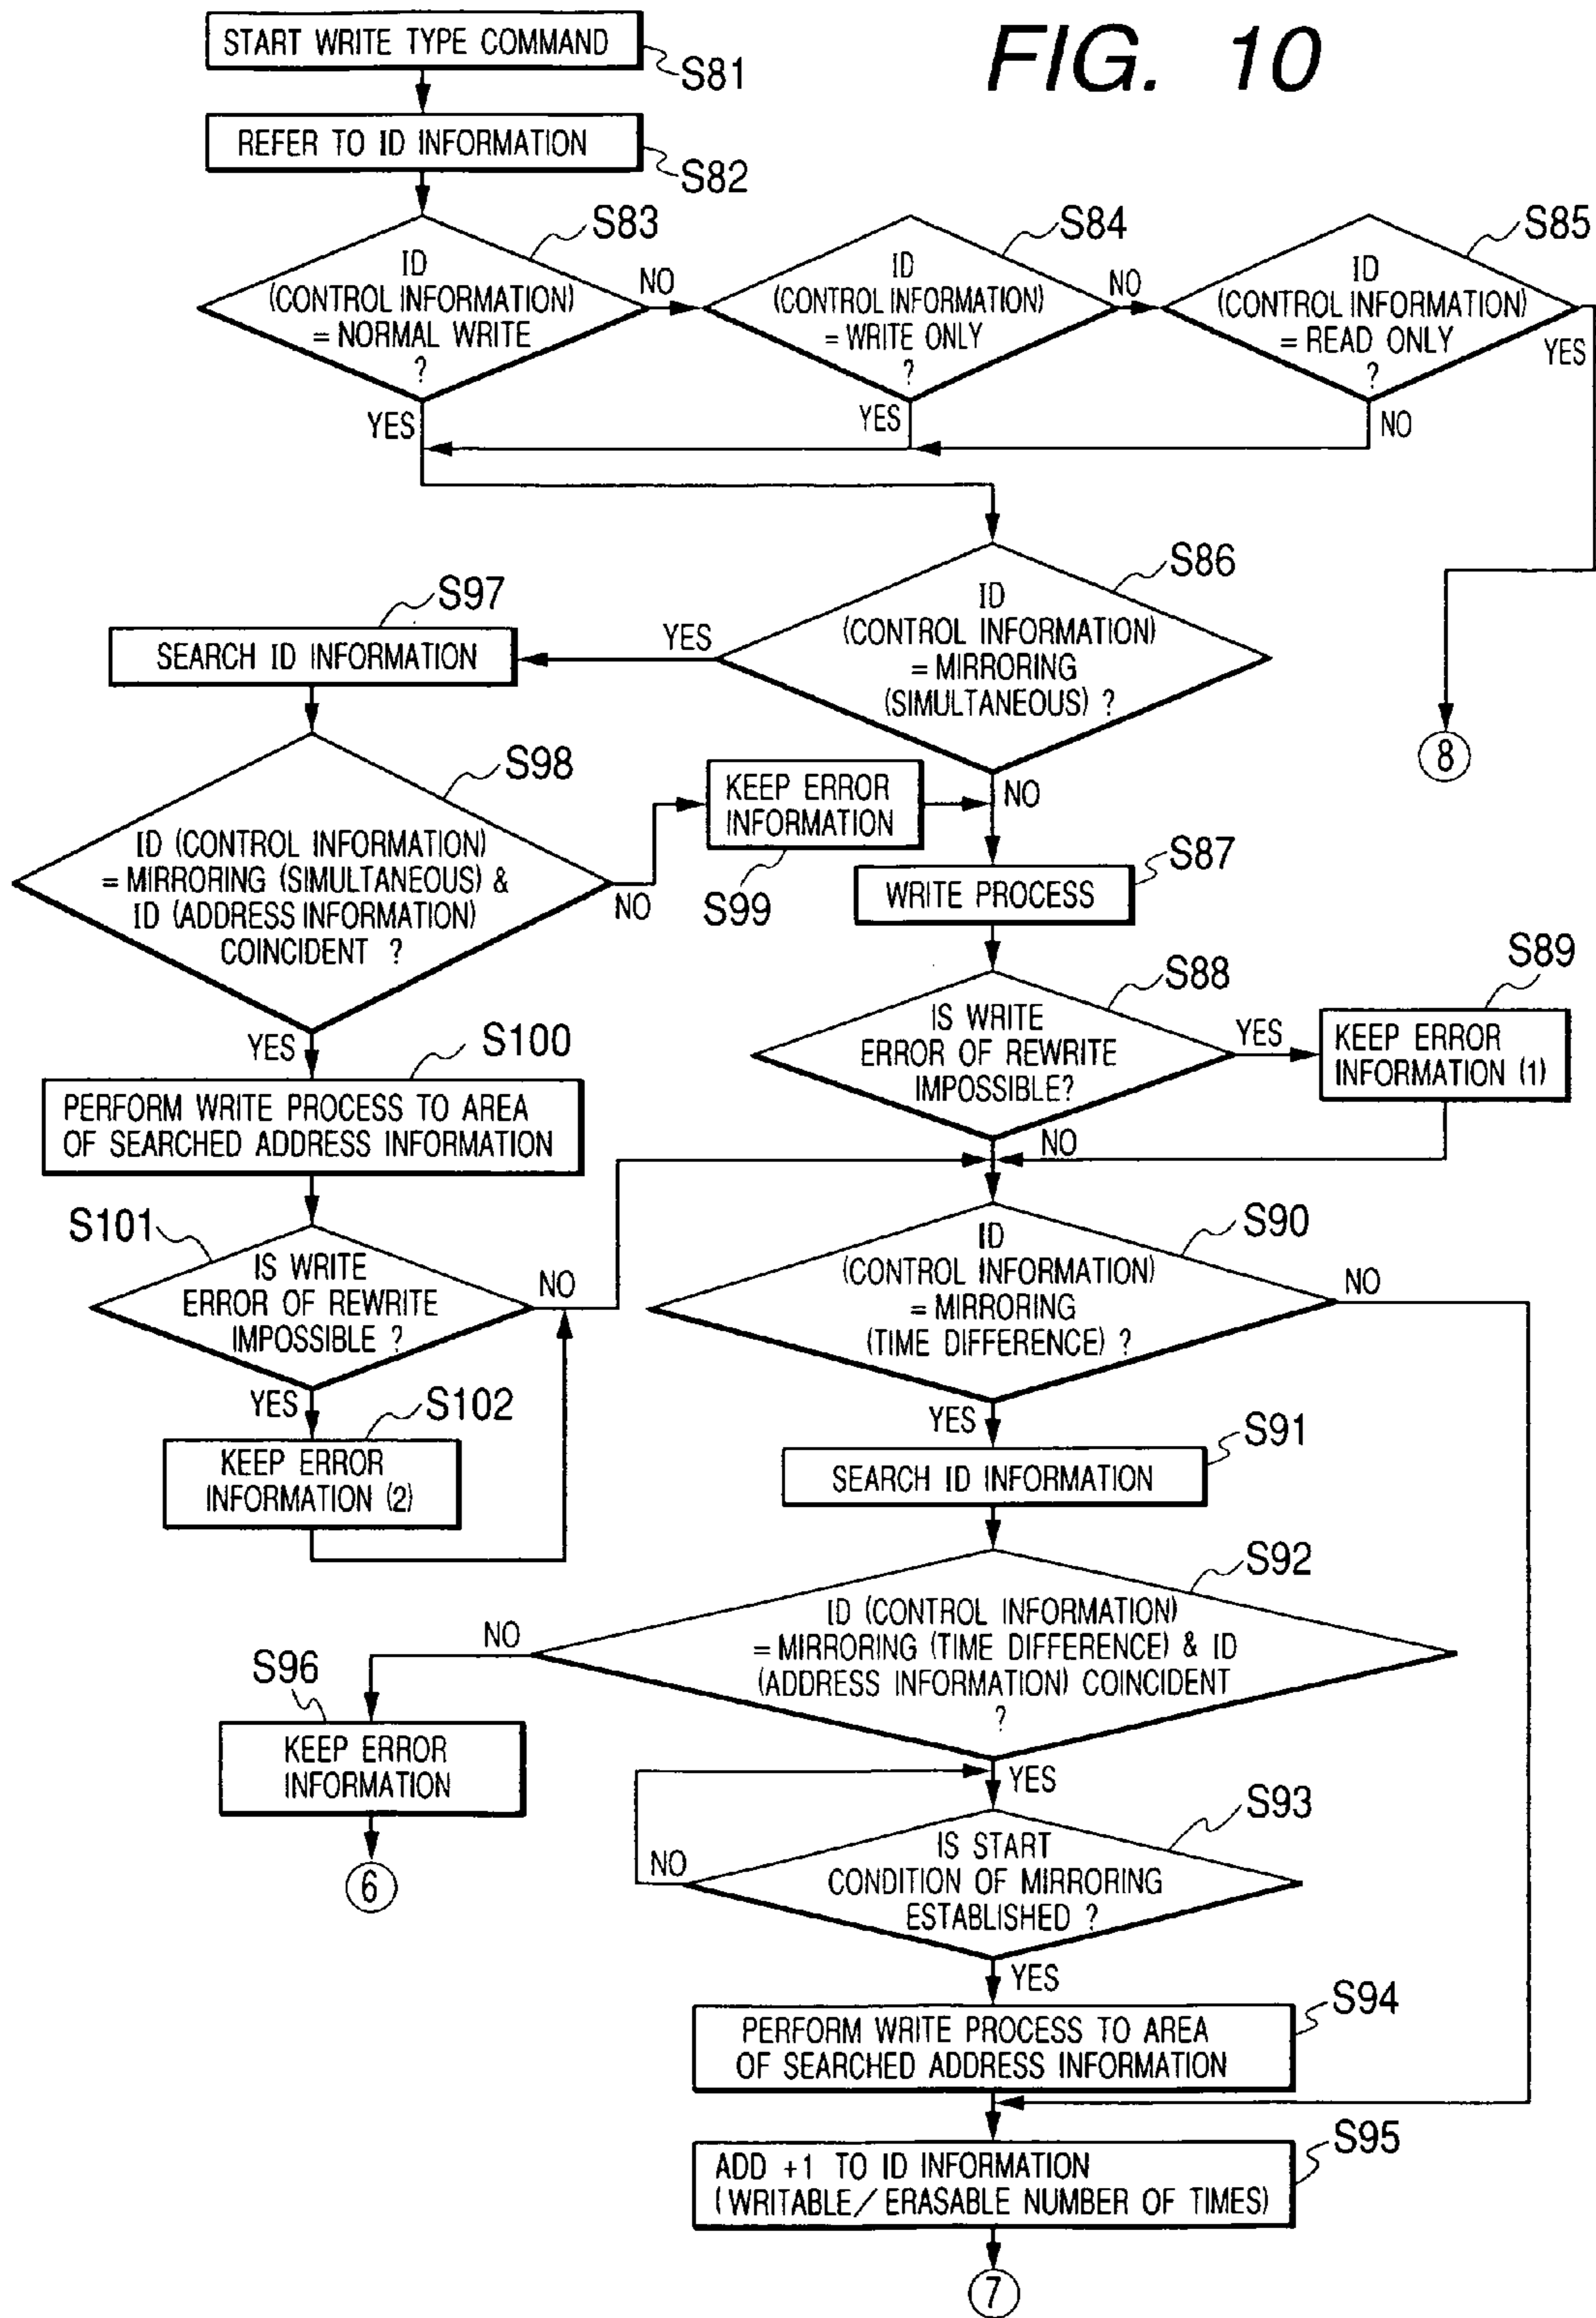 FIG. 10
START WRITE TYPE COMMAND
S81
REFER TO ID INFORMATION
S82
S83
ID
(CONTROL INFORMATION)
= NORMAL WRITE
?
NO
YES
S84
ID
(CONTROL INFORMATION)
= WRITE ONLY
?
NO
YES
S85
ID
(CONTROL INFORMATION)
= READ ONLY
?
YES
NO
8
S86
ID
(CONTROL INFORMATION)
= MIRRORING
(SIMULTANEOUS) ?
YES
NO
S97
SEARCH ID INFORMATION
S98
ID (CONTROL INFORMATION)
= MIRRORING (SIMULTANEOUS) &
ID (ADDRESS INFORMATION)
COINCIDENT ?
NO
YES
KEEP ERROR
INFORMATION
S99
S87
WRITE PROCESS
S88
IS WRITE
ERROR OF REWRITE
IMPOSSIBLE?
YES
NO
S89
KEEP ERROR
INFORMATION (1)
S100
PERFORM WRITE PROCESS TO AREA
OF SEARCHED ADDRESS INFORMATION
S101
IS WRITE
ERROR OF REWRITE
IMPOSSIBLE ?
NO
YES
S102
KEEP ERROR
INFORMATION (2)
S90
ID
(CONTROL INFORMATION)
= MIRRORING
(TIME DIFFERENCE) ?
NO
YES
S91
SEARCH ID INFORMATION
S92
ID (CONTROL INFORMATION)
= MIRRORING (TIME DIFFERENCE) & ID
(ADDRESS INFORMATION) COINCIDENT
?
NO
YES
S96
KEEP ERROR
INFORMATION
6
S93
IS START
CONDITION OF MIRRORING
ESTABLISHED ?
NO
YES
S94
PERFORM WRITE PROCESS TO AREA
OF SEARCHED ADDRESS INFORMATION
S95
ADD +1 TO ID INFORMATION
(WRITABLE/ERASABLE NUMBER OF TIMES)
7